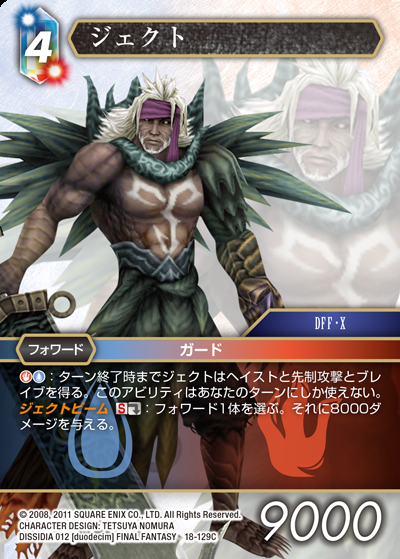 4
ジェクト
DFF・X
フォワード
ガード
：ターン終了時までジェクトはヘイストと先制攻撃とブレ
イブを得る。このアビリティはあなたのターンにしか使えない。
ジェクトビーム S：フォワード1体を選ぶ。それに8000ダ
メージを与える。
© 2008, 2011 SQUARE ENIX CO., LTD. All Rights Reserved.
CHARACTER DESIGN: TETSUYA NOMURA
DISSIDIA 012 [duodecim] FINAL FANTASY 18-129C
9000